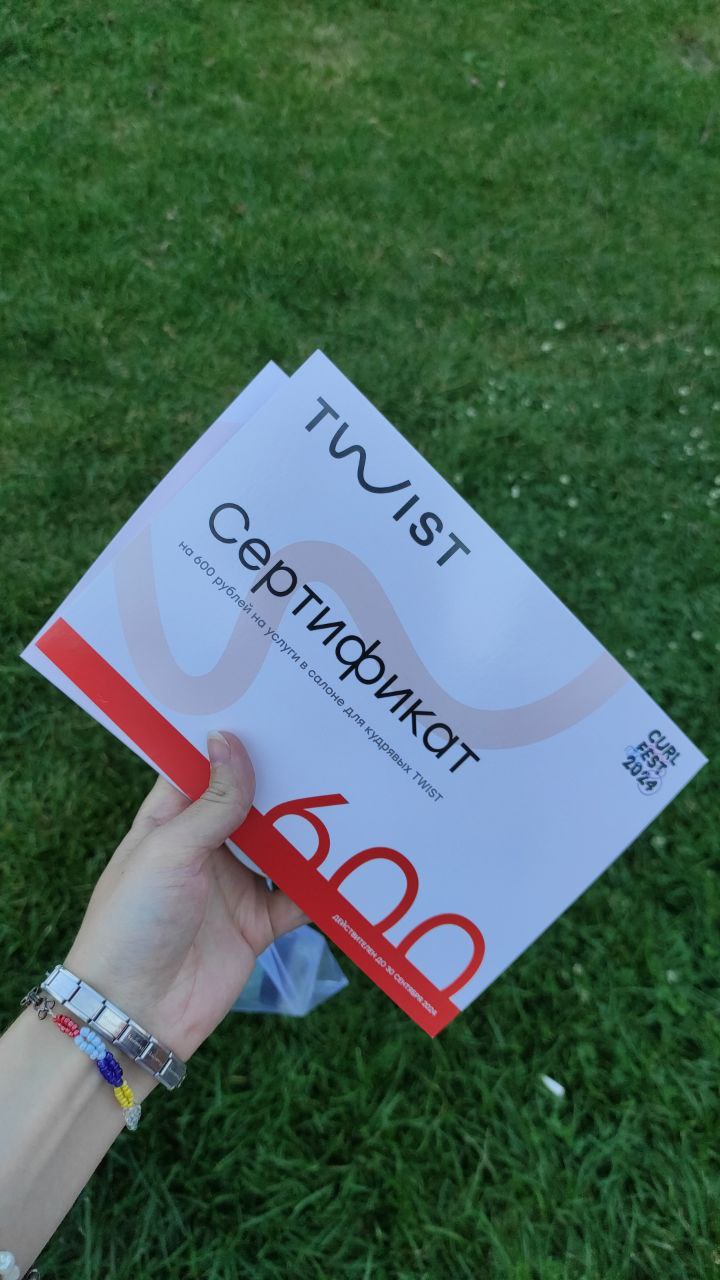 TWIST
Сертификат
на 600 рублей на услуги в салоне для кудрявых TWIST
CURL
FEST
2024
600
ДЕЙСТВИТЕЛЕН ДО 30 СЕНТЯБРЯ 2024